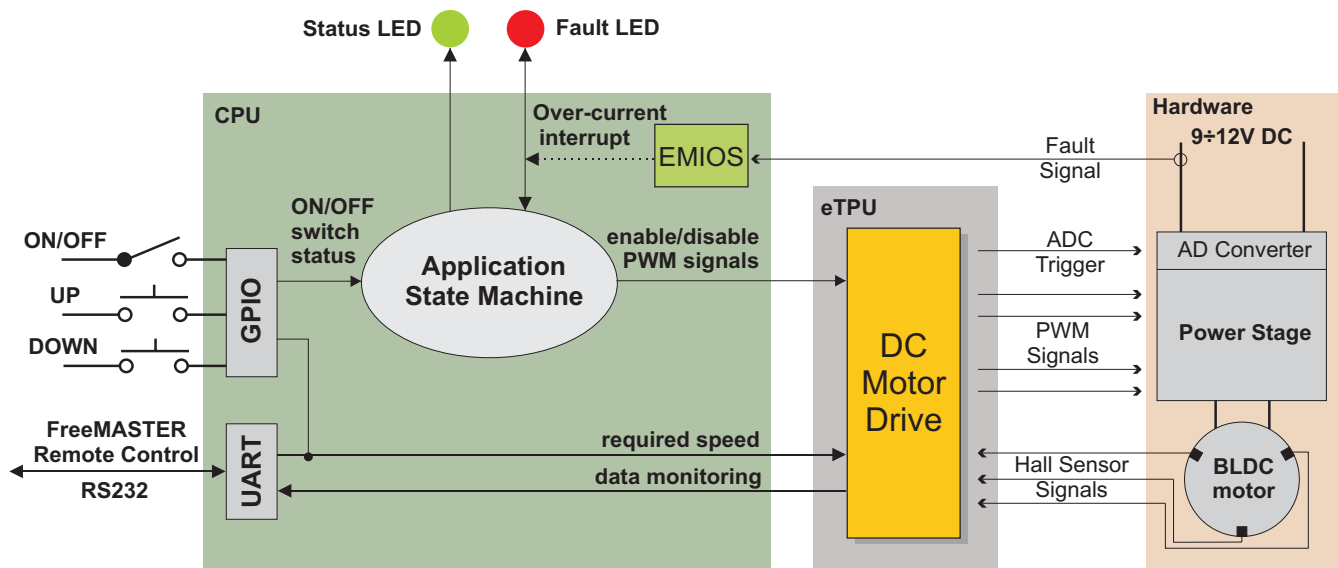 Status LED
Fault LED
CPU
Over-current
interrupt
EMIOS
Fault
Signal
Hardware
9÷12V DC
eTPU
ON/OFF
switch
status
enable/disable
PWM signals
ADC
Trigger
AD Converter
ON/OFF
UP
DOWN
GPIO
Application
State Machine
DC
Motor
Drive
PWM
Signals
Power Stage
FreeMASTER
Remote Control
RS232
UART
required speed
data monitoring
Hall Sensor
Signals
BLDC
motor